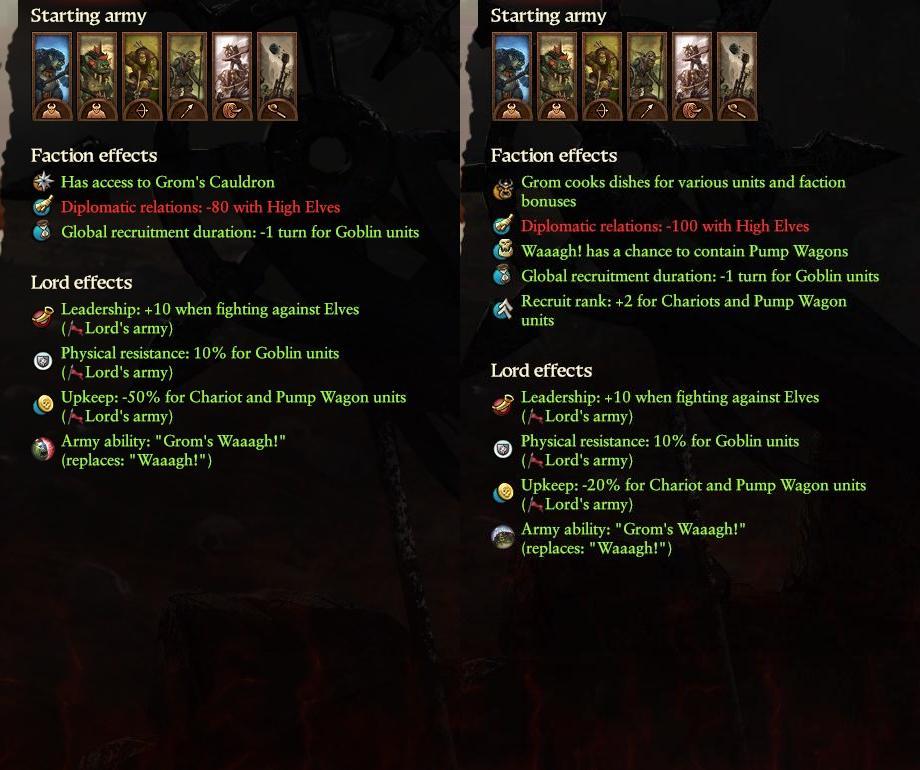 Starting army
Faction effects
Has access to Grom's Cauldron
Diplomatic relations: -80 with High Elves
Global recruitment duration: -1 turn for Goblin units
Lord effects
Leadership: +10 when fighting against Elves
(Lord's army)
Physical resistance: 10% for Goblin units
(Lord's army)
Upkeep: -50% for Chariot and Pump Wagon units
(Lord's army)
Army ability: "Grom's Waaagh!"
(replaces: "Waaagh!")
Starting army
Faction effects
Grom cooks dishes for various units and faction
bonuses
Diplomatic relations: -100 with High Elves
Waaagh! has a chance to contain Pump Wagons
Global recruitment duration: -1 turn for Goblin units
Recruit rank: +2 for Chariots and Pump Wagon
units
Lord effects
Leadership: +10 when fighting against Elves
(Lord's army)
Physical resistance: 10% for Goblin units
(Lord's army)
Upkeep: -20% for Chariot and Pump Wagon units
(Lord's army)
Army ability: "Grom's Waaagh!"
(replaces: "Waaagh!")